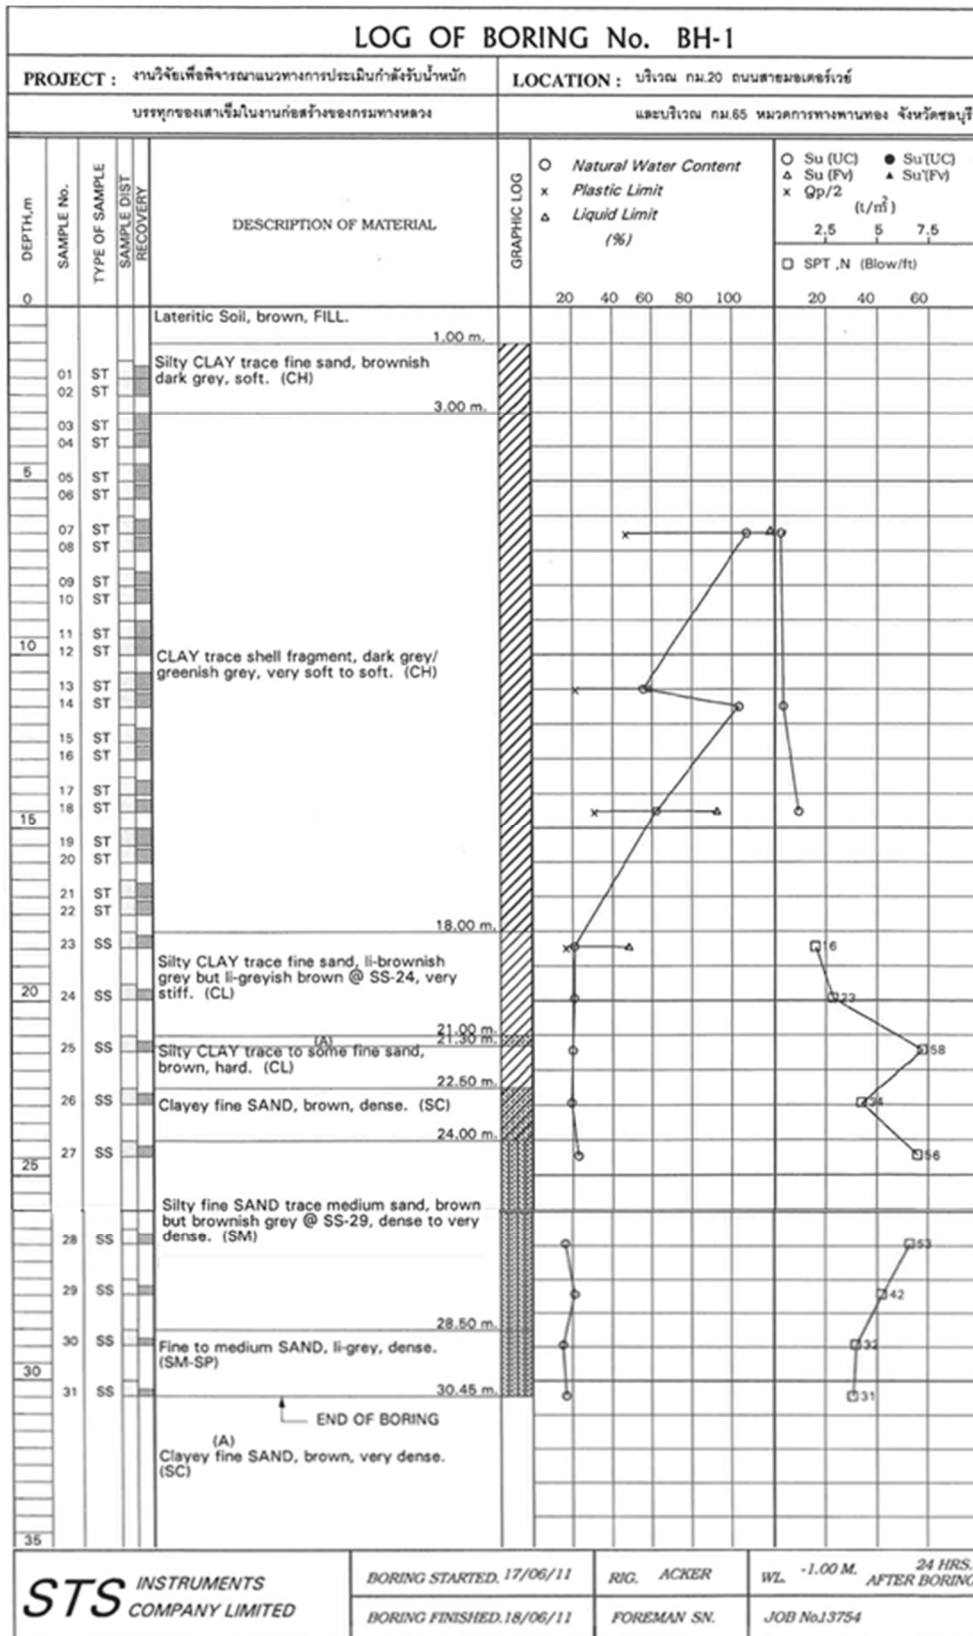 LOG OF BORING No. BH-1
PROJECT : งานวิจัยเพื่อพิจารณาแนวทางการประเมินกำลังรับน้ำหนัก
บรรทุกของเสาเข็มในงานก่อสร้างของกรมทางหลวง
LOCATION : บริเวณ กม.20 ถนนสายมอเตอร์เวย์
และบริเวณ กม.65 หมวดการทางพานทอง จังหวัดชลบุรี
DEPTH,m
SAMPLE No.
TYPE OF SAMPLE
SAMPLE DIST
RECOVERY
DESCRIPTION OF MATERIAL
GRAPHIC LOG
○ Natural Water Content
x Plastic Limit
△ Liquid Limit
(%)
○ Su (UC) ● Su'(UC)
△ Su (Fv) ▲ Su'(Fv)
x Qp/2
(t/m²)
2.5 5 7.5
□ SPT ,N (Blow/ft)
0
20 40 60 80 100
20 40 60
Lateritic Soil, brown, FILL.
1.00 m.
Silty CLAY trace fine sand, brownish
dark grey, soft. (CH)
01 ST
02 ST
3.00 m.
03 ST
04 ST
5
05 ST
06 ST
07 ST
08 ST
09 ST
10 ST
11 ST
10
12 ST
CLAY trace shell fragment, dark grey/
greenish grey, very soft to soft. (CH)
13 ST
14 ST
15 ST
16 ST
17 ST
18 ST
15
19 ST
20 ST
21 ST
22 ST
18.00 m.
23 SS
16
Silty CLAY trace fine sand, li-brownish
grey but li-greyish brown @ SS-24, very
stiff. (CL)
20
24 SS
23
21.00 m.
(A)
21.30 m.
25 SS
Silty CLAY trace to some fine sand,
brown, hard. (CL)
58
22.50 m.
26 SS
Clayey fine SAND, brown, dense. (SC)
34
24.00 m.
27 SS
25
56
Silty fine SAND trace medium sand, brown
but brownish grey @ SS-29, dense to very
dense. (SM)
28 SS
53
29 SS
42
28.50 m.
30 SS
Fine to medium SAND, li-grey, dense.
(SM-SP)
32
30
31 SS
30.45 m.
31
END OF BORING
(A)
Clayey fine SAND, brown, very dense.
(SC)
35
STS INSTRUMENTS
COMPANY LIMITED
BORING STARTED. 17/06/11
BORING FINISHED.18/06/11
RIG. ACKER
FOREMAN SN.
WL. -1.00 M. 24 HRS.
AFTER BORING
JOB No.13754